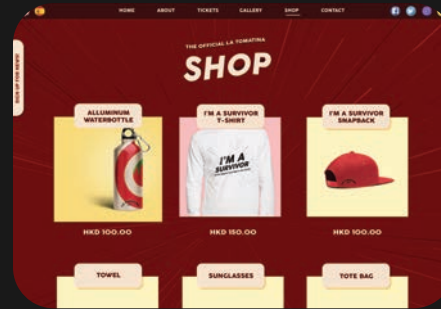 HOME ABOUT TICKETS GALLERY SHOP CONTACT
SIGN UP FOR NEWS!
THE OFFICIAL LA TOMATINA
SHOP
ALLUMINUM
WATERBOTTLE
I'M A SURVIVOR
T-SHIRT
I'M A SURVIVOR
SNAPBACK
I'M A
SURVIVOR
HKD 100.00
HKD 150.00
HKD 100.00
TOWEL
SUNGLASSES
TOTE BAG